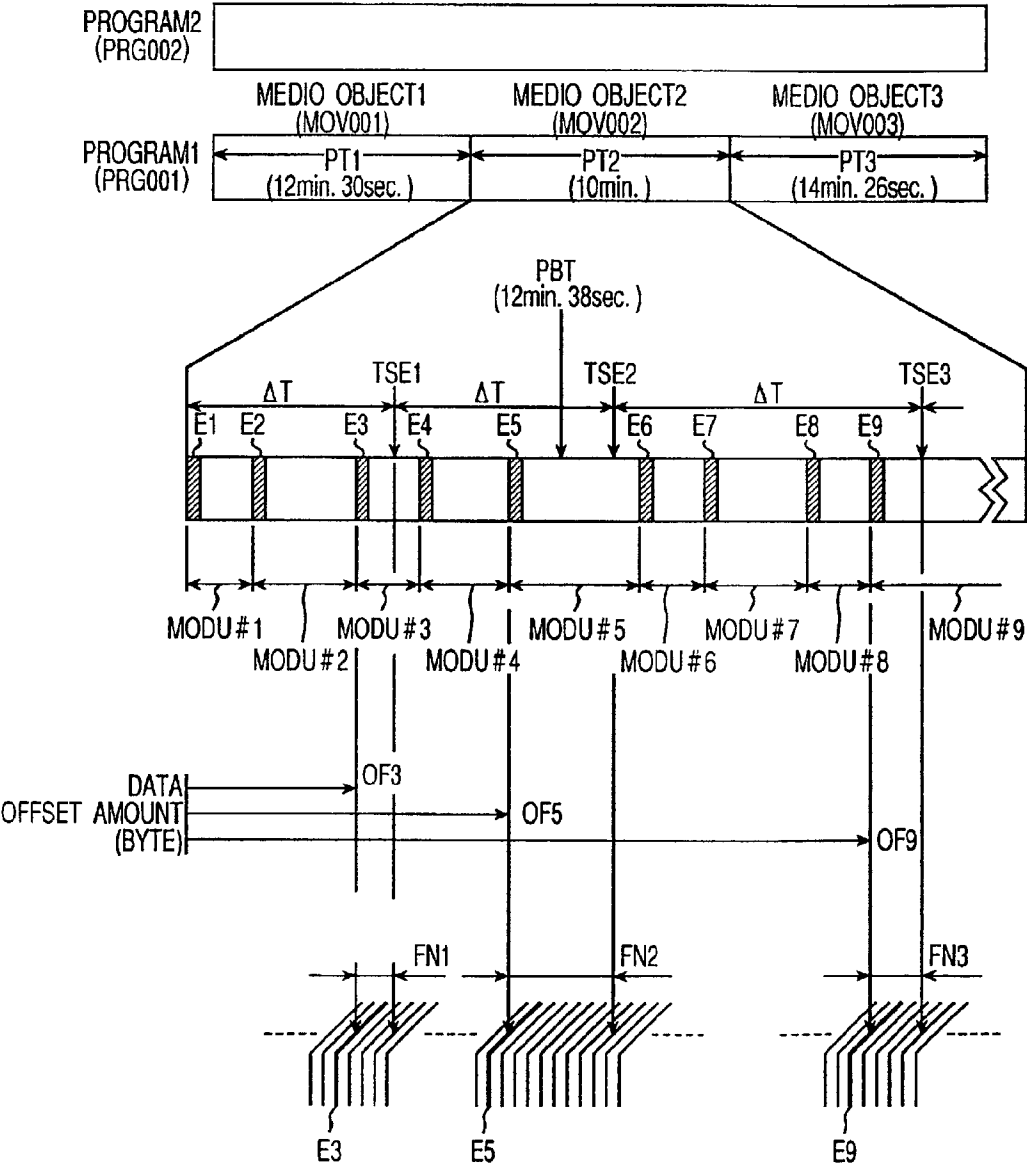 PROGRAM2
(PRG002)
MEDIO OBJECT1
(MOV001)
MEDIO OBJECT2
(MOV002)
MEDIO OBJECT3
(MOV003)
PROGRAM1
(PRG001)
PT1
(12min. 30sec.)
PT2
(10min.)
PT3
(14min. 26sec.)
PBT
(12min. 38sec.)
ΔT TSE1 ΔT TSE2 ΔT TSE3
E1 E2 E3 E4 E5 E6 E7 E8 E9
MODU#1 MODU#3 MODU#5 MODU#7 MODU#9
MODU#2 MODU#4 MODU#6 MODU#8
DATA
OFFSET AMOUNT
(BYTE)
OF3
OF5
OF9
FN1 FN2 FN3
E3 E5 E9